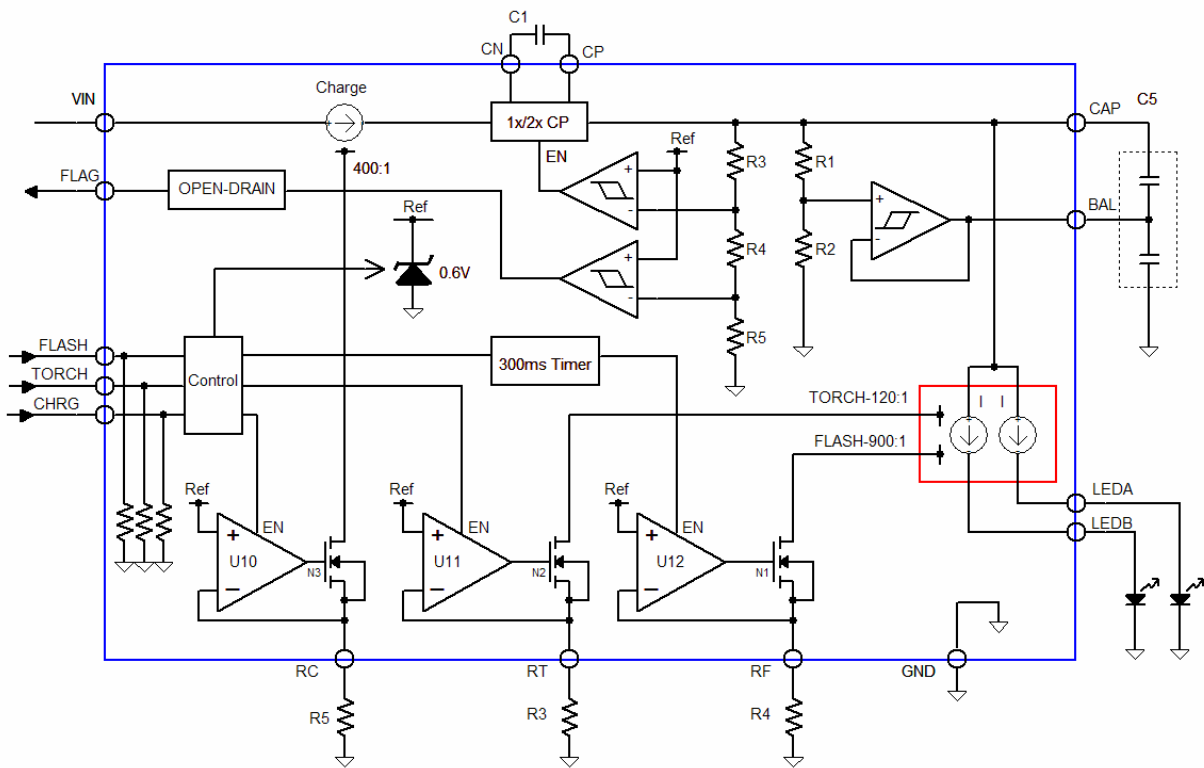 C1
CN
CP
Charge
VIN
1x/2x CP
CAP
C5
EN
Ref
R3
R1
400:1
+
-
FLAG
OPEN-DRAIN
Ref
BAL
+
-
R4
R2
0.6V
+
-
FLASH
300ms Timer
R5
TORCH
Control
CHRG
TORCH-120:1
I
I
+
+
FLASH-900:1
Ref
EN
Ref
EN
Ref
EN
LEDA
LEDB
+
U10
−
N3
+
U11
−
N2
+
U12
−
N1
RC
RT
RF
GND
R5
R3
R4